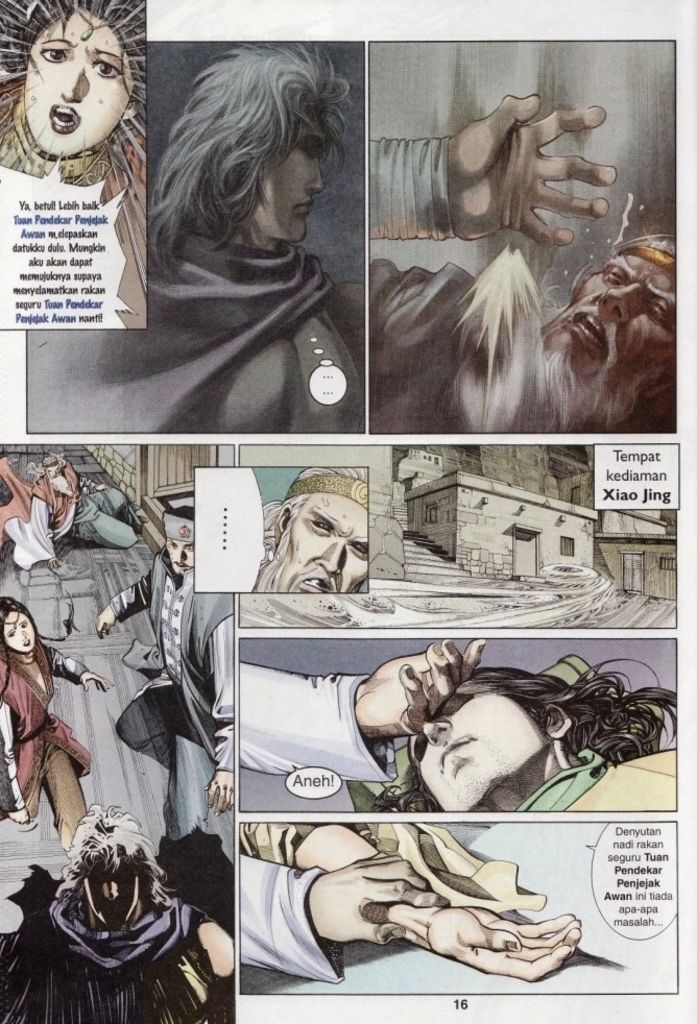 Ya, betul! Lebih baik
Tuan Pendekar Penjejak
Awan melepaskan
datukku dulu. Mungkin
aku akan dapat
memujuknya supaya
menyelamatkan rakan
seguru Tuan Pendekar
Penjejak Awan nanti!
...
...
Tempat
kediaman
Xiao Jing
......
Aneh!
Denyutan
nadi rakan
seguru Tuan
Pendekar
Penjejak
Awan ini tiada
apa-apa
masalah...
16